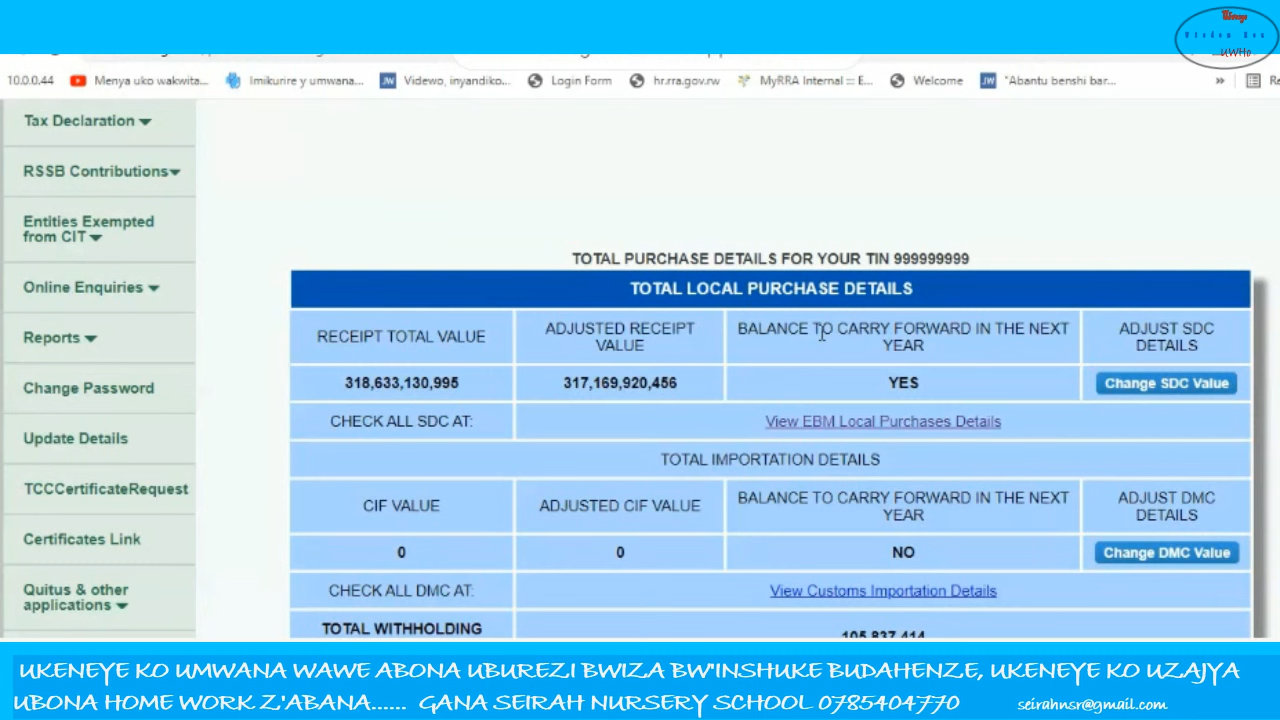 UWHo
10.0.0.44 Menya uko wakwita... Imikurire y umwana... Videwo, inyandiko... Login Form hr.rra.gov.rw MyRRA Internal ::: E... Welcome "Abantu benshi bar... »
Tax Declaration
RSSB Contributions
Entities Exempted
from CIT
Online Enquiries
Reports
Change Password
Update Details
TCCCertificateRequest
Certificates Link
Quitus & other
applications
TOTAL PURCHASE DETAILS FOR YOUR TIN 999999999
TOTAL LOCAL PURCHASE DETAILS
RECEIPT TOTAL VALUE
ADJUSTED RECEIPT
VALUE
BALANCE TO CARRY FORWARD IN THE NEXT
YEAR
ADJUST SDC
DETAILS
318,633,130,995 317,169,920,456 YES Change SDC Value
CHECK ALL SDC AT: View EBM Local Purchases Details
TOTAL IMPORTATION DETAILS
CIF VALUE
ADJUSTED CIF VALUE
BALANCE TO CARRY FORWARD IN THE NEXT
YEAR
ADJUST DMC
DETAILS
0 0 NO Change DMC Value
CHECK ALL DMC AT: View Customs Importation Details
TOTAL WITHHOLDING
105,837,414
UKENEYE KO UMWANA WAWE ABONA UBUREZI BWIZA BW"INSHUKE BUDAHENZE, UKENEYE KO UZAJYA
UBONA HOME WORK Z'ABANA...... GANA SEIRAH NURSERY SCHOOL 0785404770 seirahnsr@gmail.com